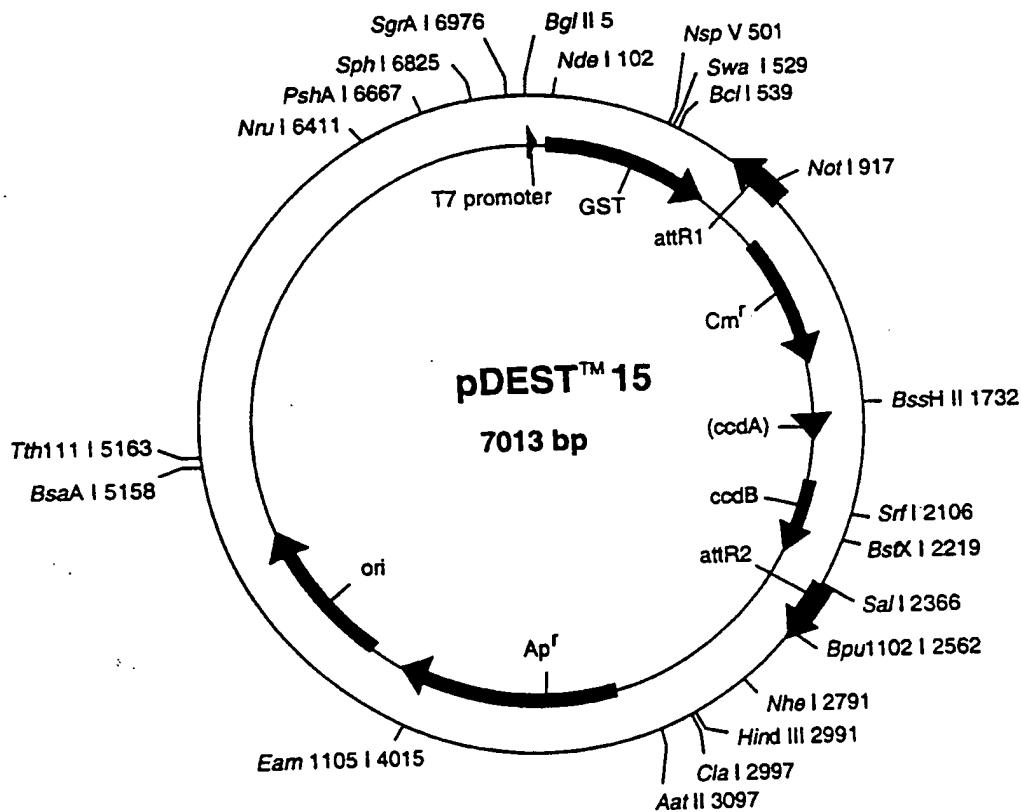 SgrA I 6976
Bgl II 5
Nsp V 501
Sph I 6825
Nde I 102
Swa I 529
PshA I 6667
Bcl I 539
Nru I 6411
Not I 917
T7 promoter
GST
attR1
Cmʳ
pDEST™ 15
BssH II 1732
(ccdA)
7013 bp
Tth111 I 5163
BsaA I 5158
ccdB
Srf I 2106
BstX I 2219
attR2
ori
Sal I 2366
Apʳ
Bpu1102 I 2562
Nhe I 2791
Hind III 2991
Eam 1105 I 4015
Cla I 2997
Aat II 3097